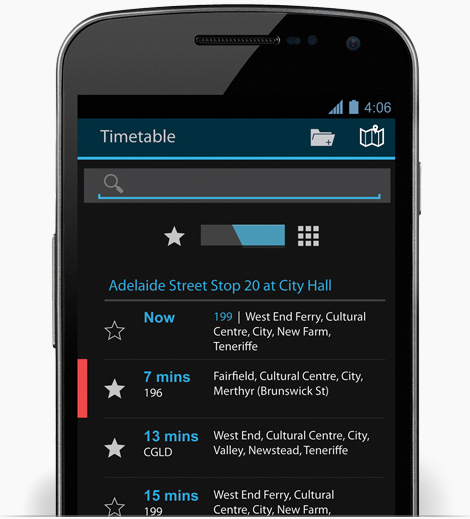 4:06
Timetable
Adelaide Street Stop 20 at City Hall
Now
199 | West End Ferry, Cultural
Centre, City, New Farm,
Teneriffe
7 mins
196
Fairfield, Cultural Centre, City,
Merthyr (Brunswick St)
13 mins
CGLD
West End, Cultural Centre, City,
Valley, Newstead, Teneriffe
15 mins
199
West End Ferry, Cultural
Centre, City, New Farm,